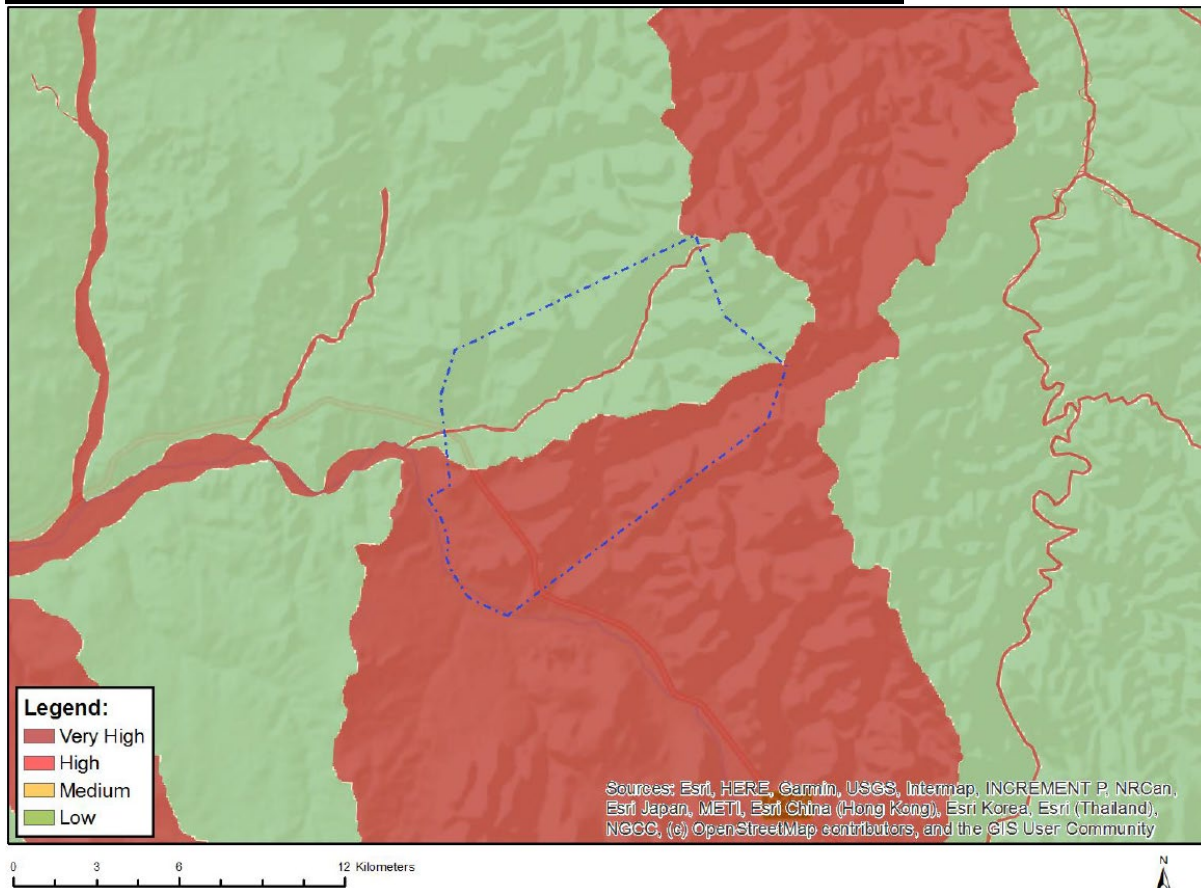 Legend:
Very High
High
Medium
Low
Sources: Esri, HERE, Garmin, USGS, Intermap, INCREMENT P, NRCan,
Esri Japan, METI, Esri China (Hong Kong), Esri Korea, Esri (Thailand),
NGCC, (c) OpenStreetMap contributors, and the GIS User Community
0 3 6 12 Kilometers
N